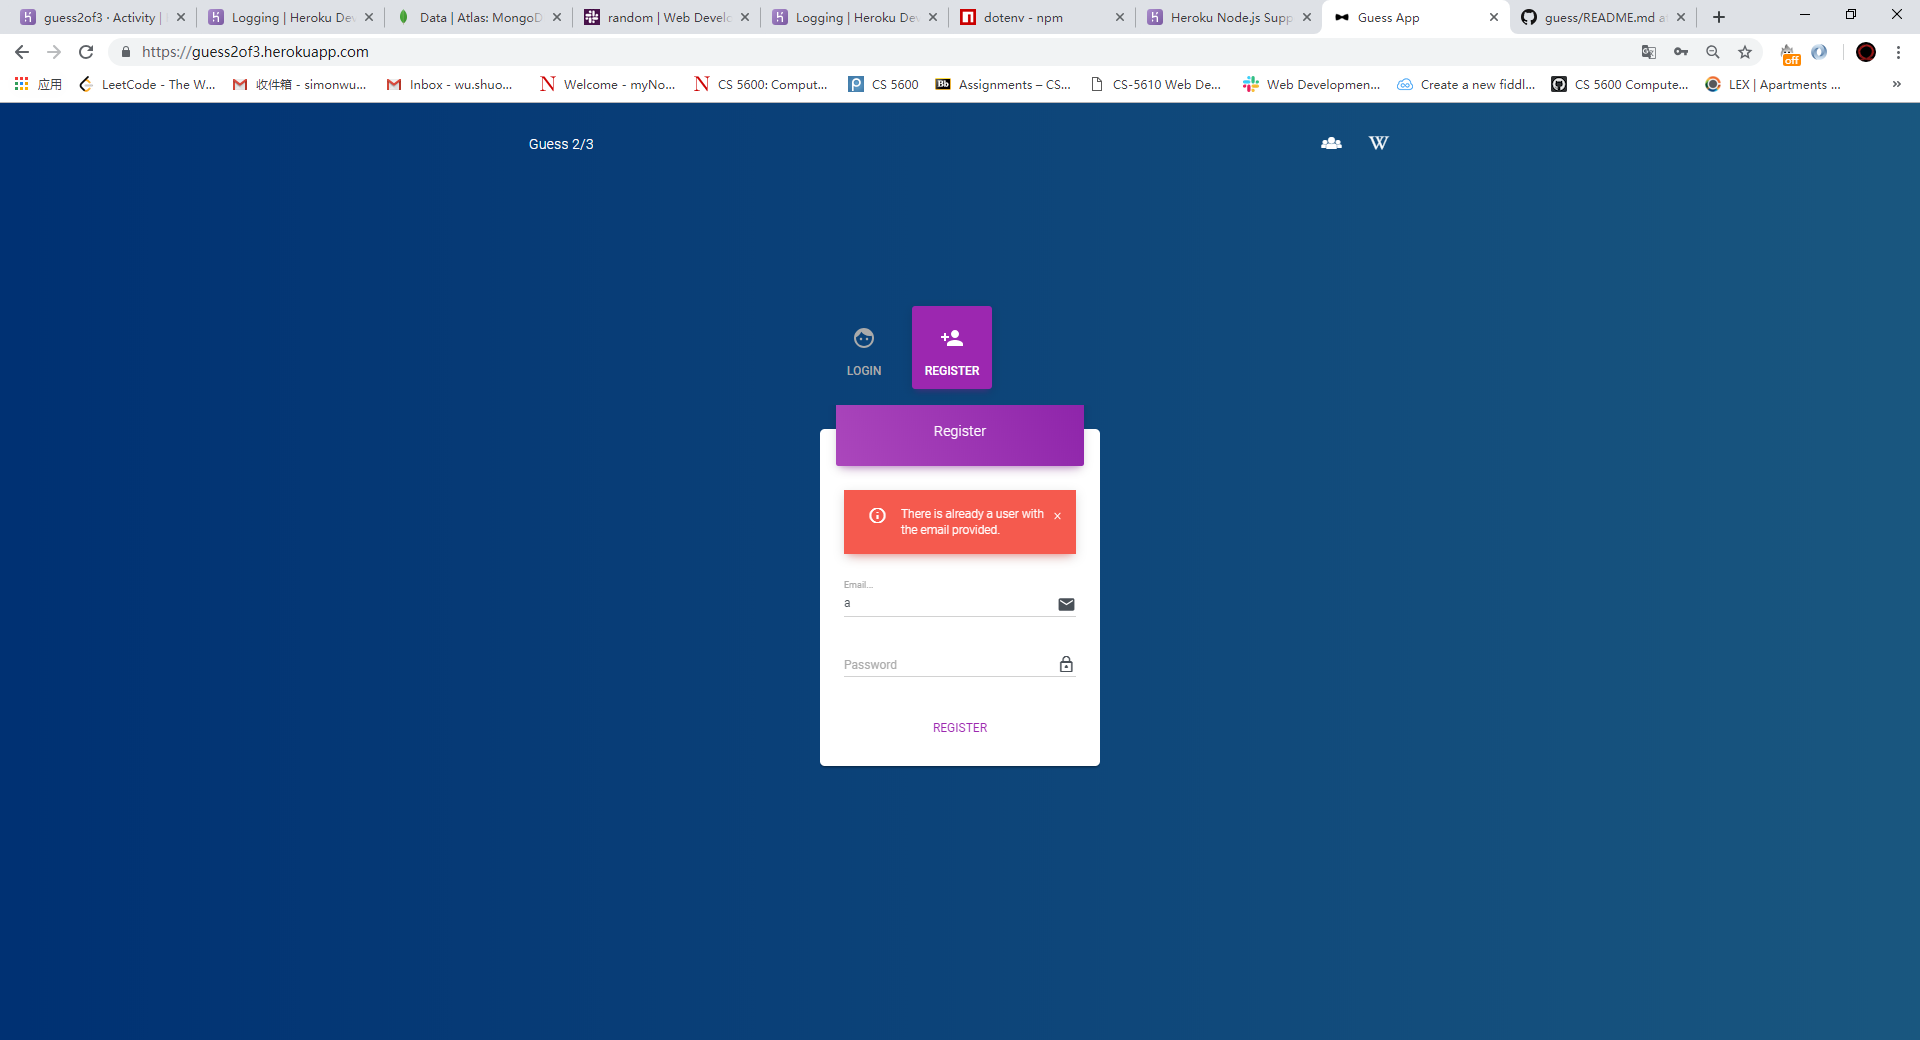 guess2of3 · Activity |
Logging | Heroku De
Data | Atlas: MongoD
random | Web Develo
Logging | Heroku De
dotenv - npm
Heroku Node.js Supp
Guess App
guess/README.md a
https://guess2of3.herokuapp.com
off
应用
LeetCode - The W...
收件箱 - simonwu...
Inbox - wu.shuo...
Welcome - myNo...
CS 5600: Comput...
CS 5600
Bb
Assignments – CS...
CS-5610 Web De...
Web Developmen...
Create a new fiddl...
CS 5600 Compute...
LEX | Apartments ...
»
Guess 2/3
W
LOGIN
REGISTER
Register
There is already a user with
the email provided.
Email...
a
Password
REGISTER